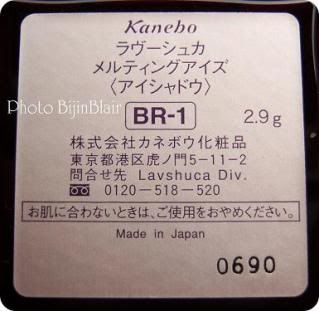 Kanebo
ラヴーシュカ
メルティングアイズ
〈アイシャドウ〉
Photo BijinBlair
BR-1 2.9g
株式会社カネボウ化粧品
東京都港区虎ノ門5-11-2
問合せ先 Lavshuca Div.
0120-518-520
お肌に合わないときは、ご使用をおやめください。
Made in Japan
0690